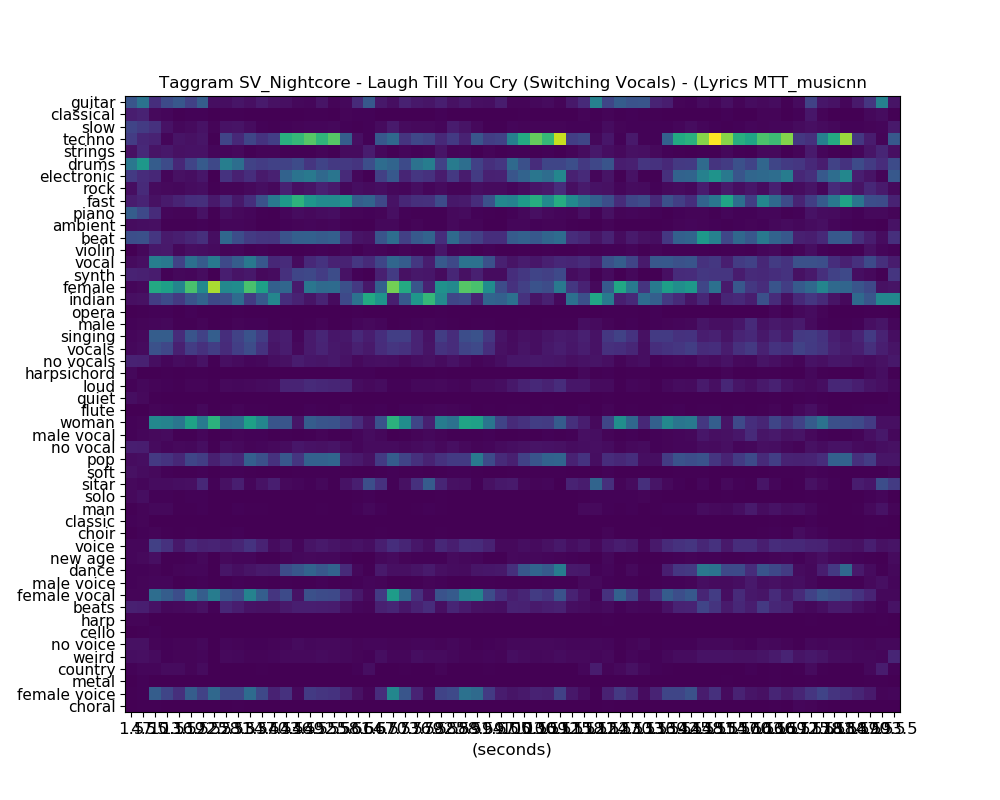 Taggram SV_Nightcore - Laugh Till You Cry (Switching Vocals) - (Lyrics MTT_musicnn
guitar
classical
slow
techno
strings
drums
electronic
rock
fast
piano
ambient
beat
violin
vocal
synth
female
indian
opera
male
singing
vocals
no vocals
harpsichord
loud
quiet
flute
woman
male vocal
no vocal
pop
soft
sitar
solo
man
classic
choir
voice
new age
dance
male voice
female vocal
beats
harp
cello
no voice
weird
country
metal
female voice
choral
(seconds)